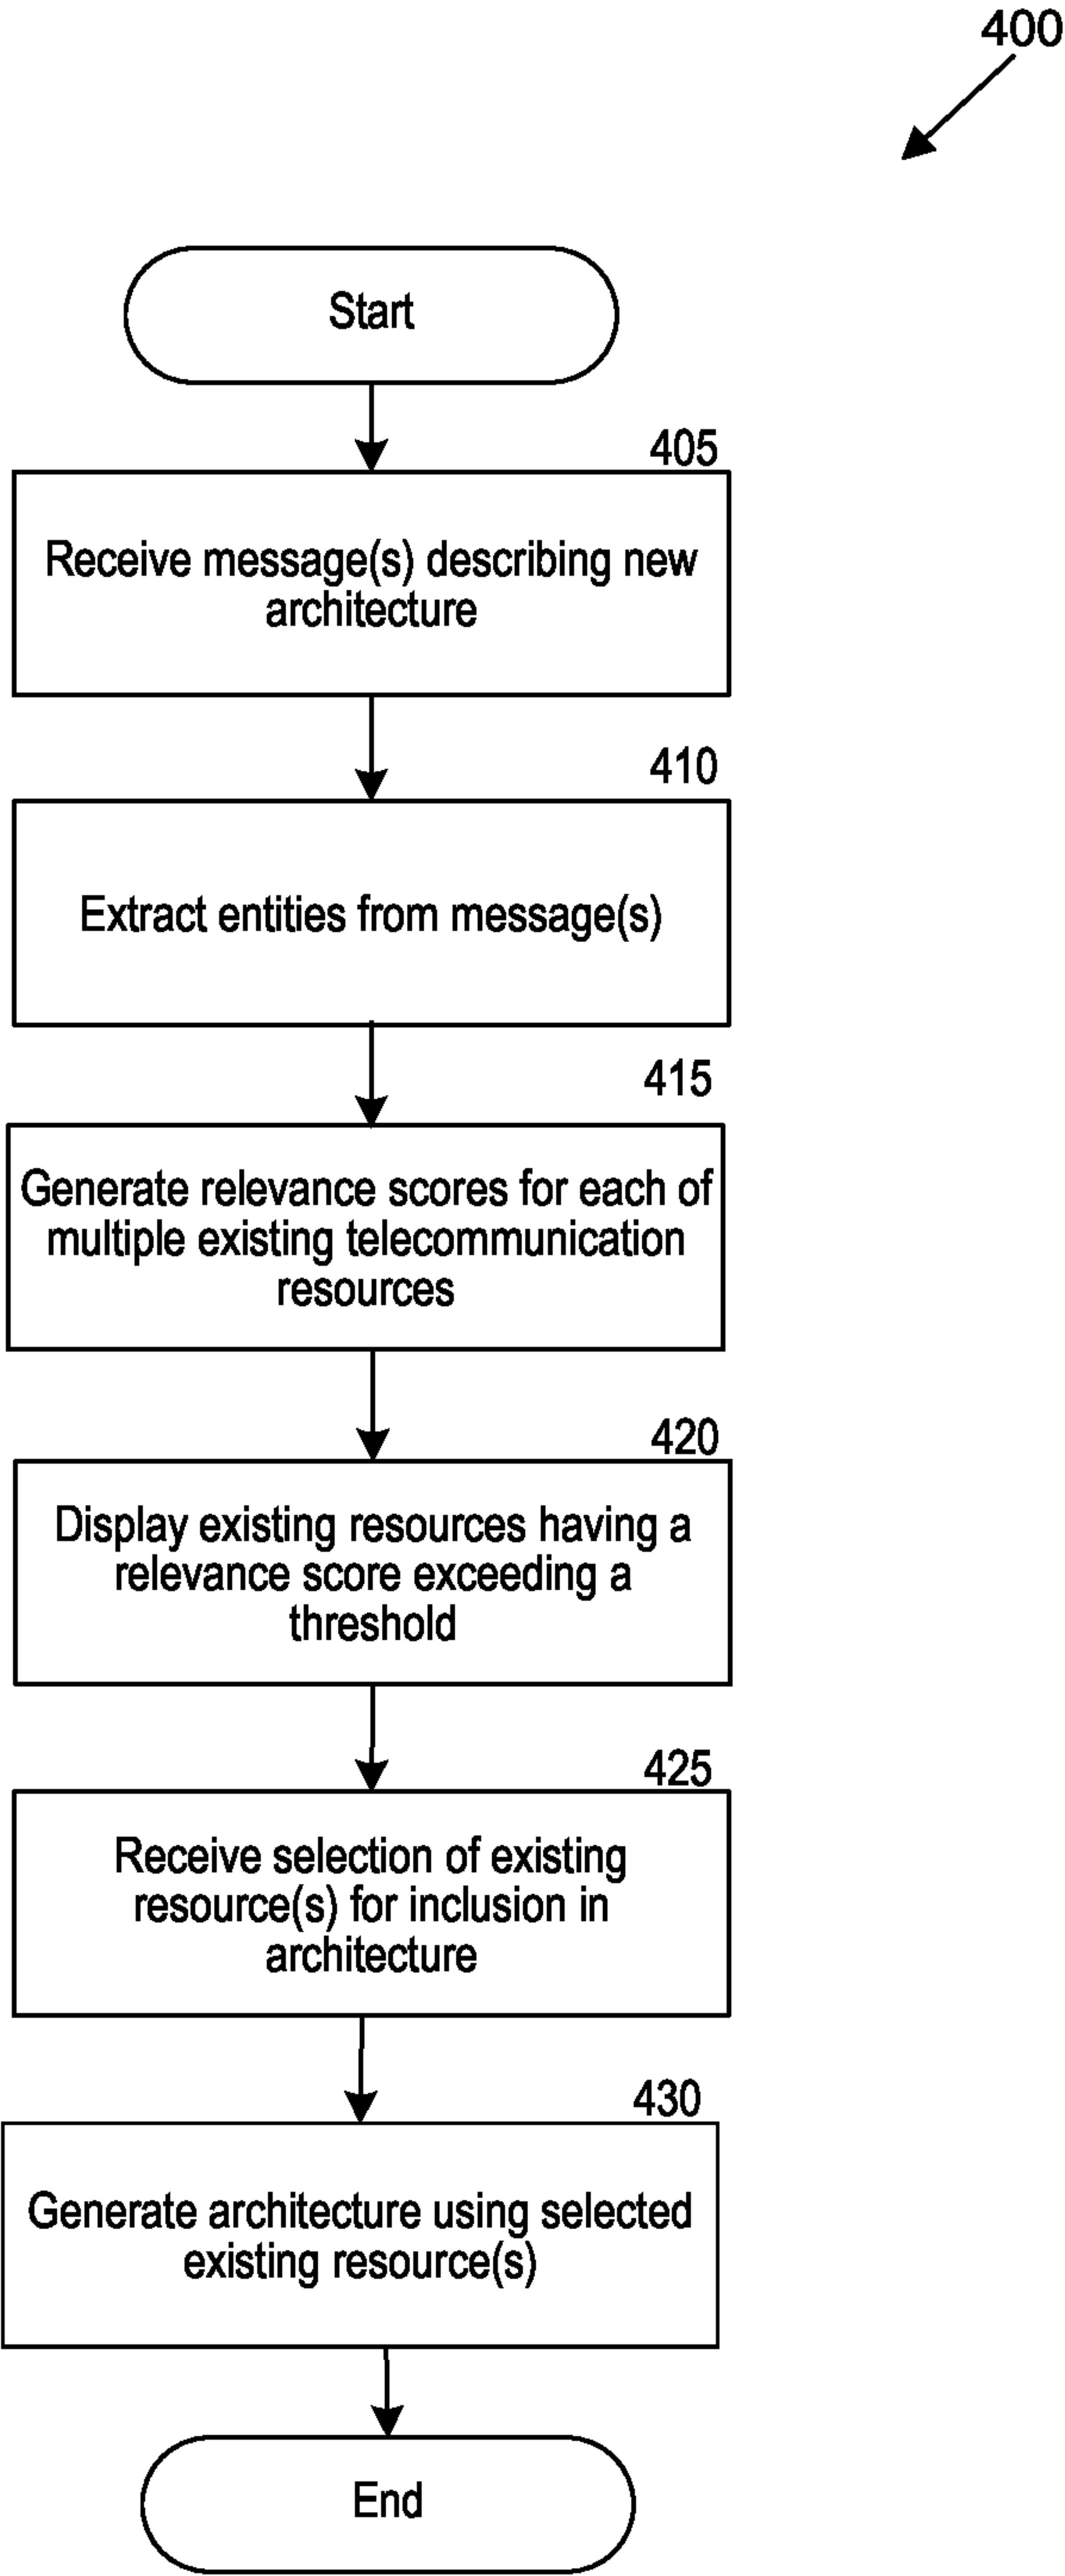 400
Start
405
Receive message(s) describing new
architecture
410
Extract entities from message(s)
415
Generate relevance scores for each of
multiple existing telecommunication
resources
420
Display existing resources having a
relevance score exceeding a
threshold
425
Receive selection of existing
resource(s) for inclusion in
architecture
430
Generate architecture using selected
existing resource(s)
End